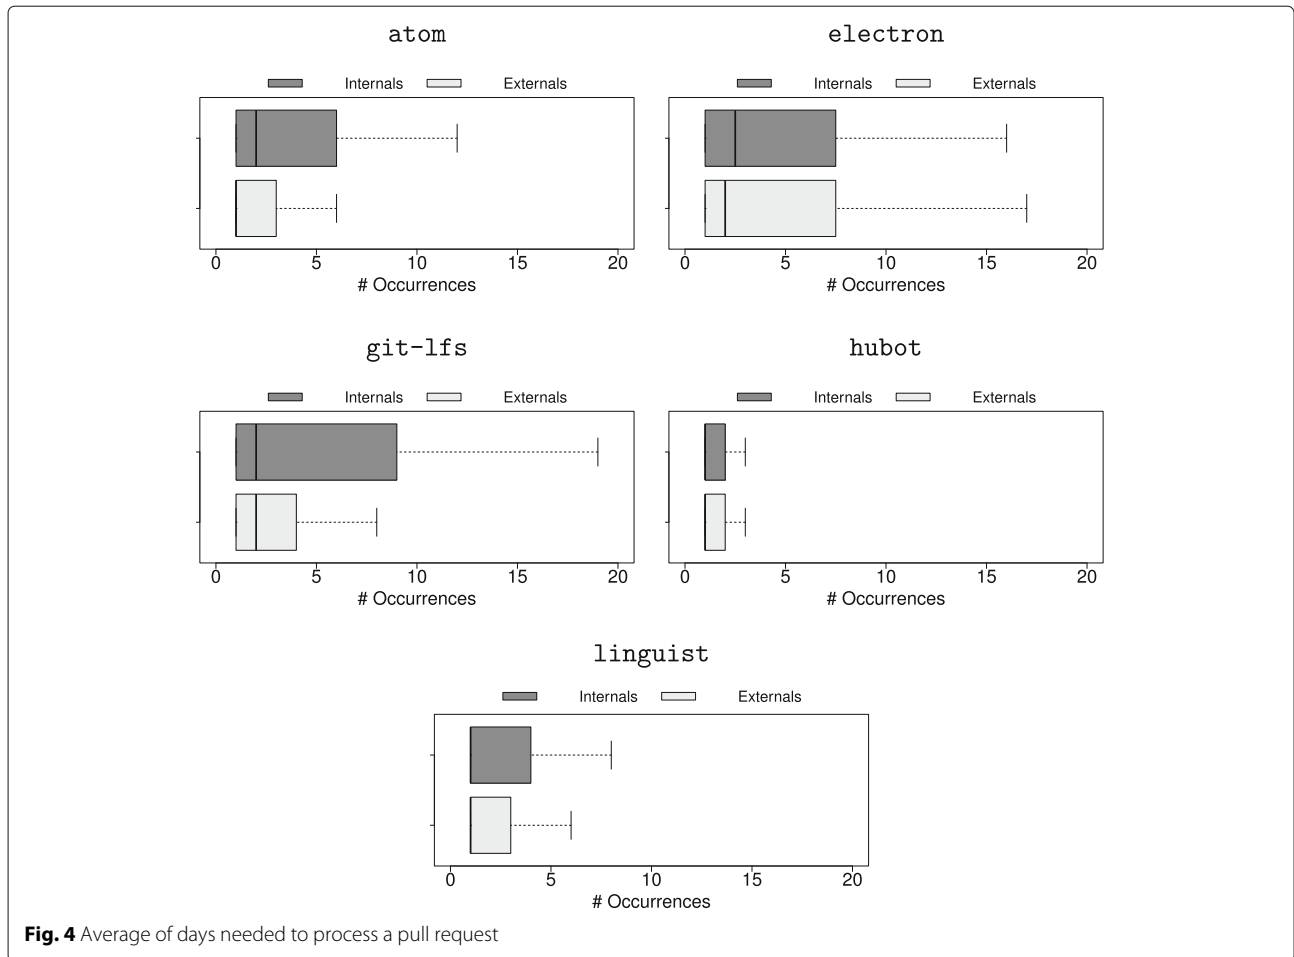 atom
Internals Externals
0 5 10 15 20
# Occurrences
electron
Internals Externals
0 5 10 15 20
# Occurrences
git-lfs
Internals Externals
0 5 10 15 20
# Occurrences
hubot
Internals Externals
0 5 10 15 20
# Occurrences
linguist
Internals Externals
0 5 10 15 20
# Occurrences
Fig. 4 Average of days needed to process a pull request